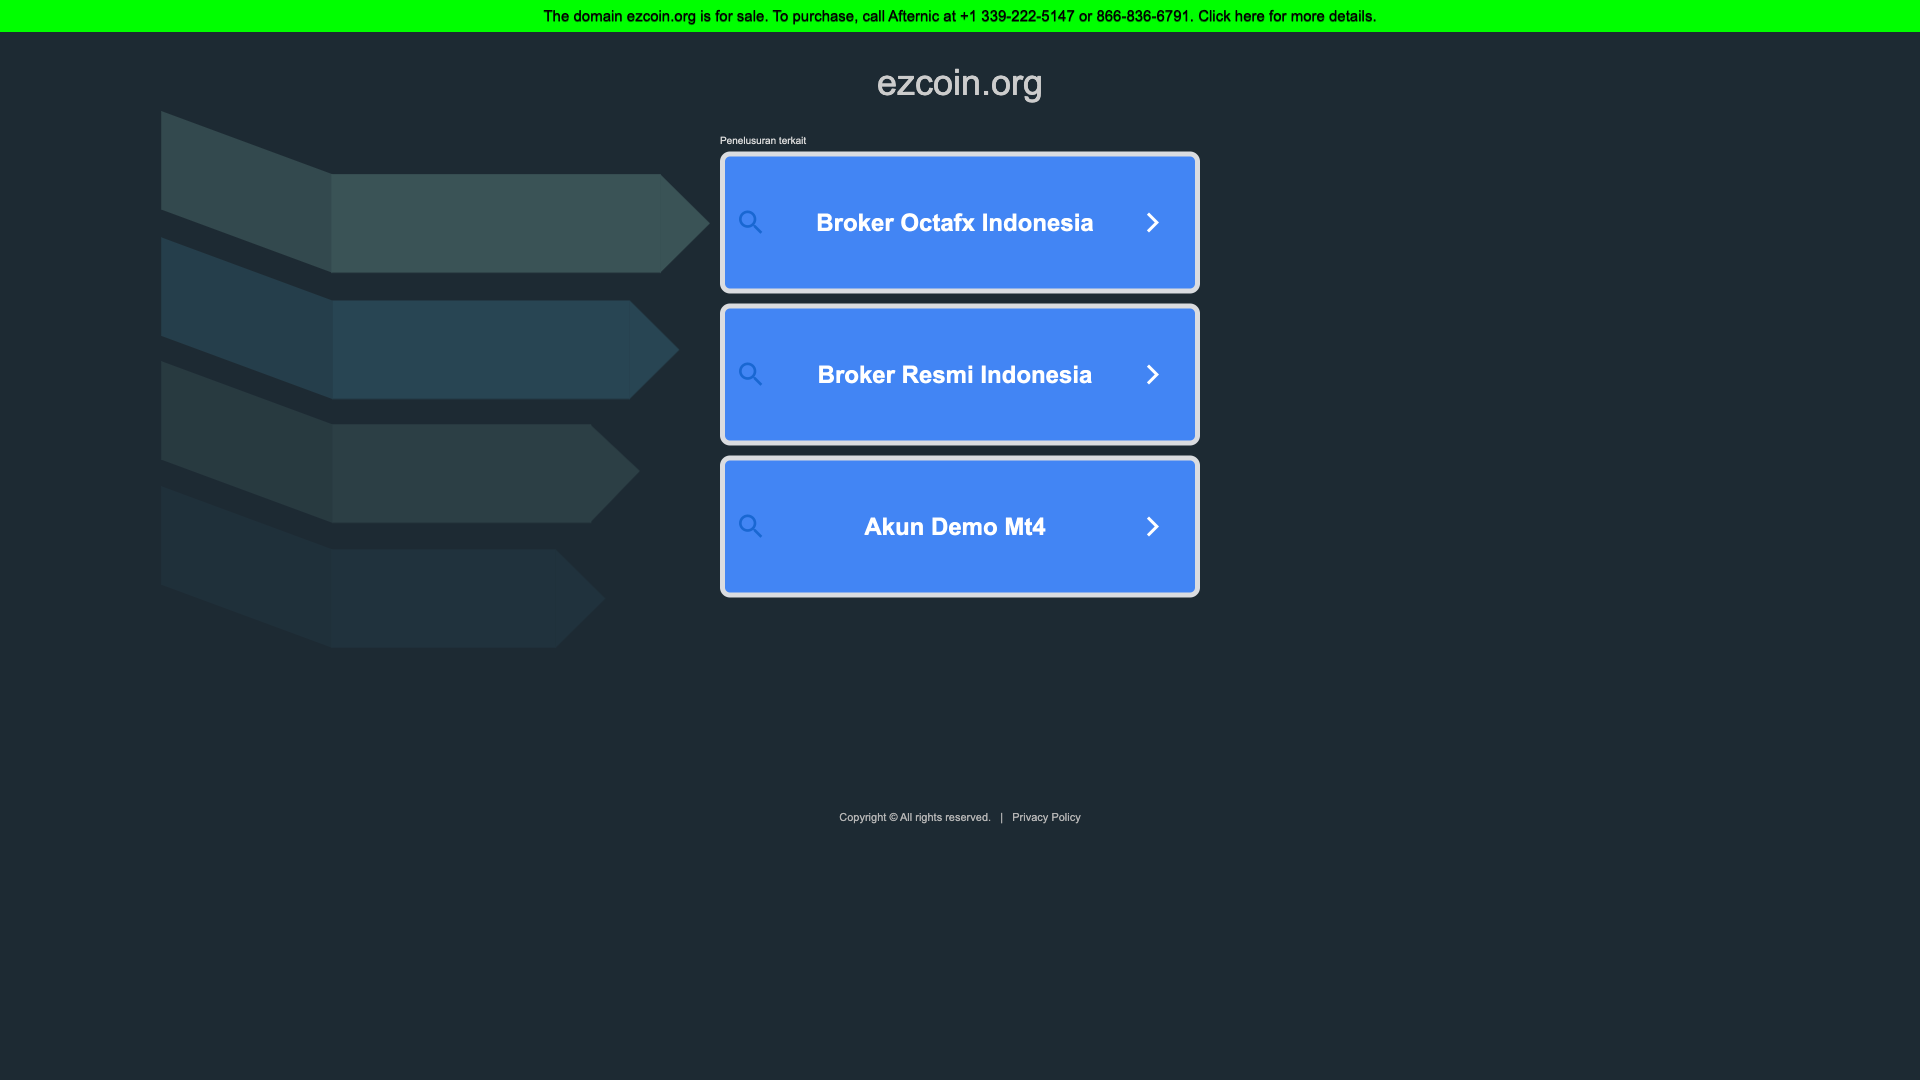 The domain ezcoin.org is for sale. To purchase, call Afternic at +1 339-222-5147 or 866-836-6791. Click here for more details.
ezcoin.org
Penelusuran terkait
Broker Octafx Indonesia
Broker Resmi Indonesia
Akun Demo Mt4
Copyright © All rights reserved. | Privacy Policy